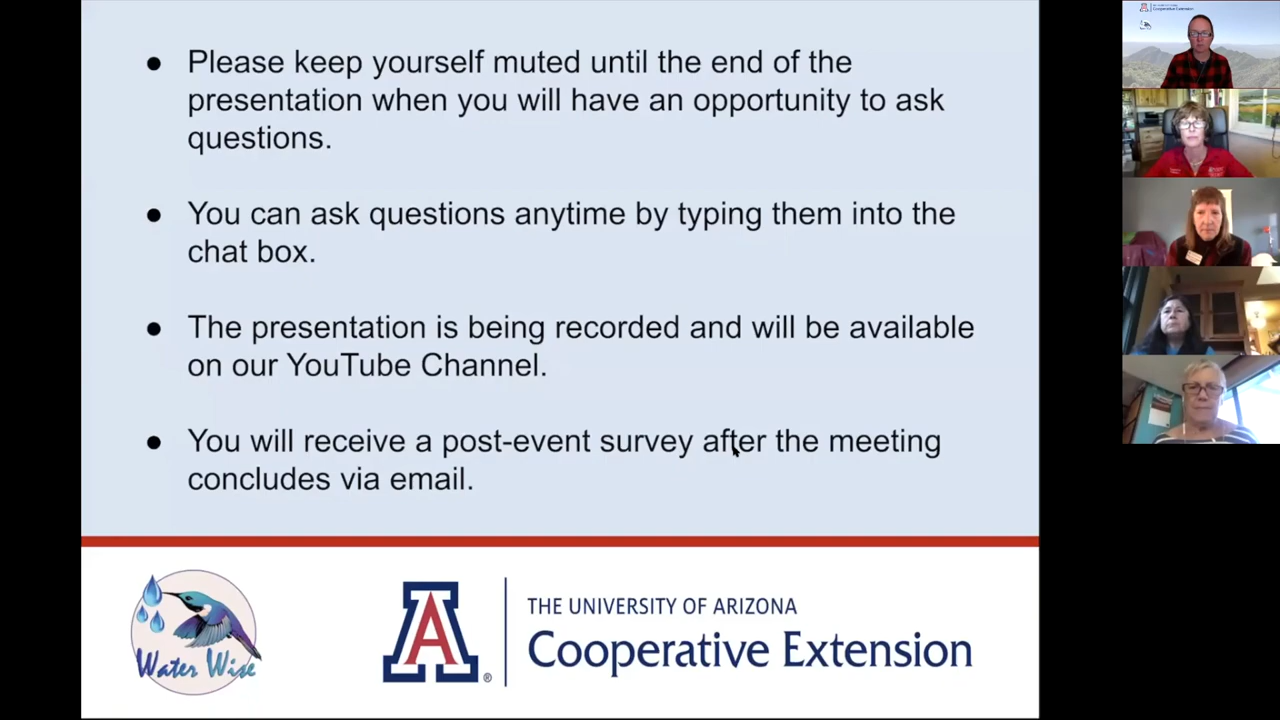 ● Please keep yourself muted until the end of the
presentation when you will have an opportunity to ask
questions.
● You can ask questions anytime by typing them into the
chat box.
● The presentation is being recorded and will be available
on our YouTube Channel.
● You will receive a post-event survey after the meeting
concludes via email.
Water Wise
A®
THE UNIVERSITY OF ARIZONA
Cooperative Extension
A
Cooperative Extension